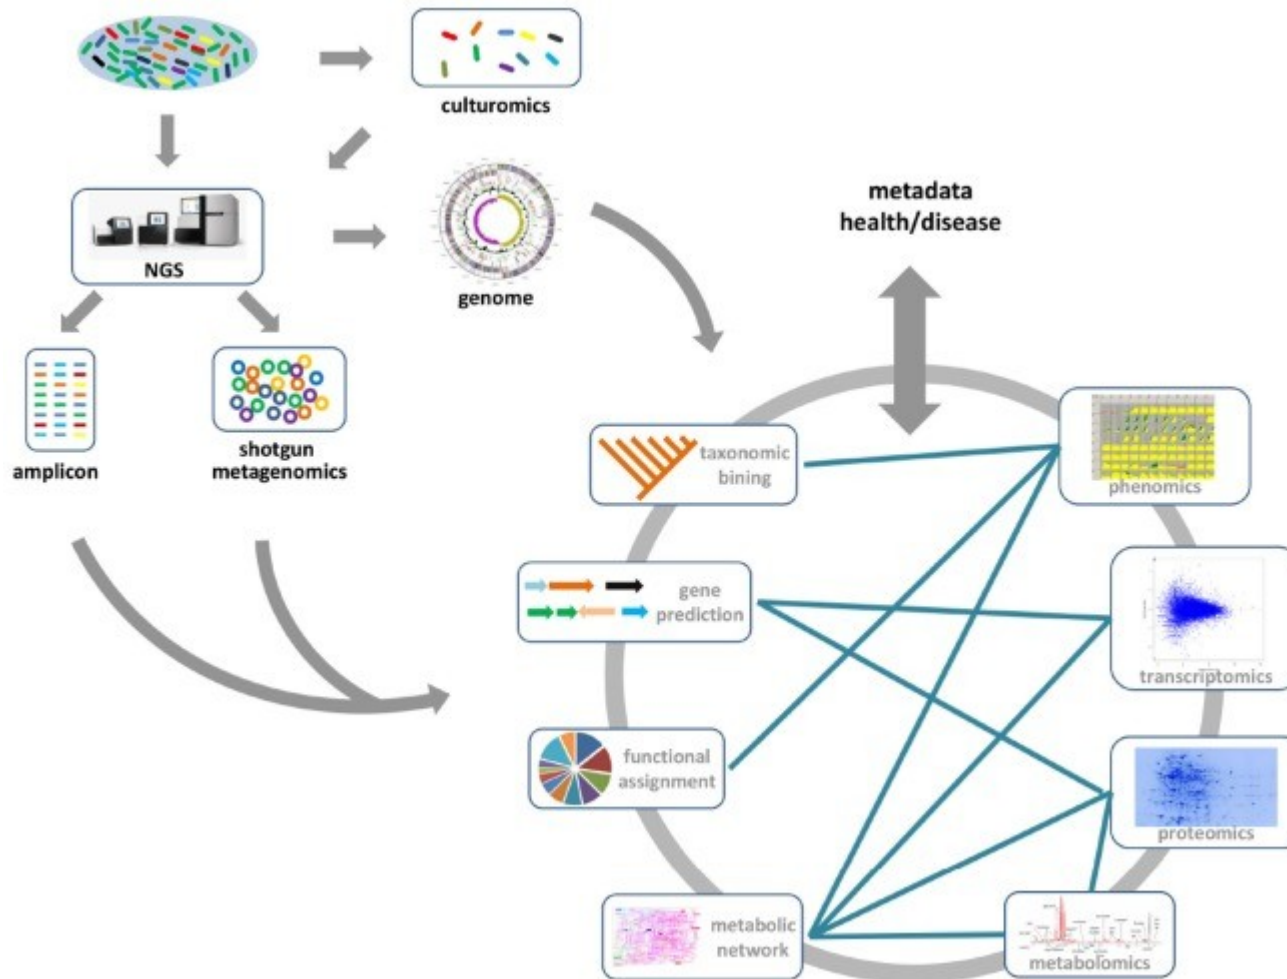 culturomics
NGS
genome
metadata
health/disease
amplicon
shotgun
metagenomics
taxonomic
bining
phenomics
gene
prediction
transcriptomics
functional
assignment
proteomics
metabolic
network
metabolomics